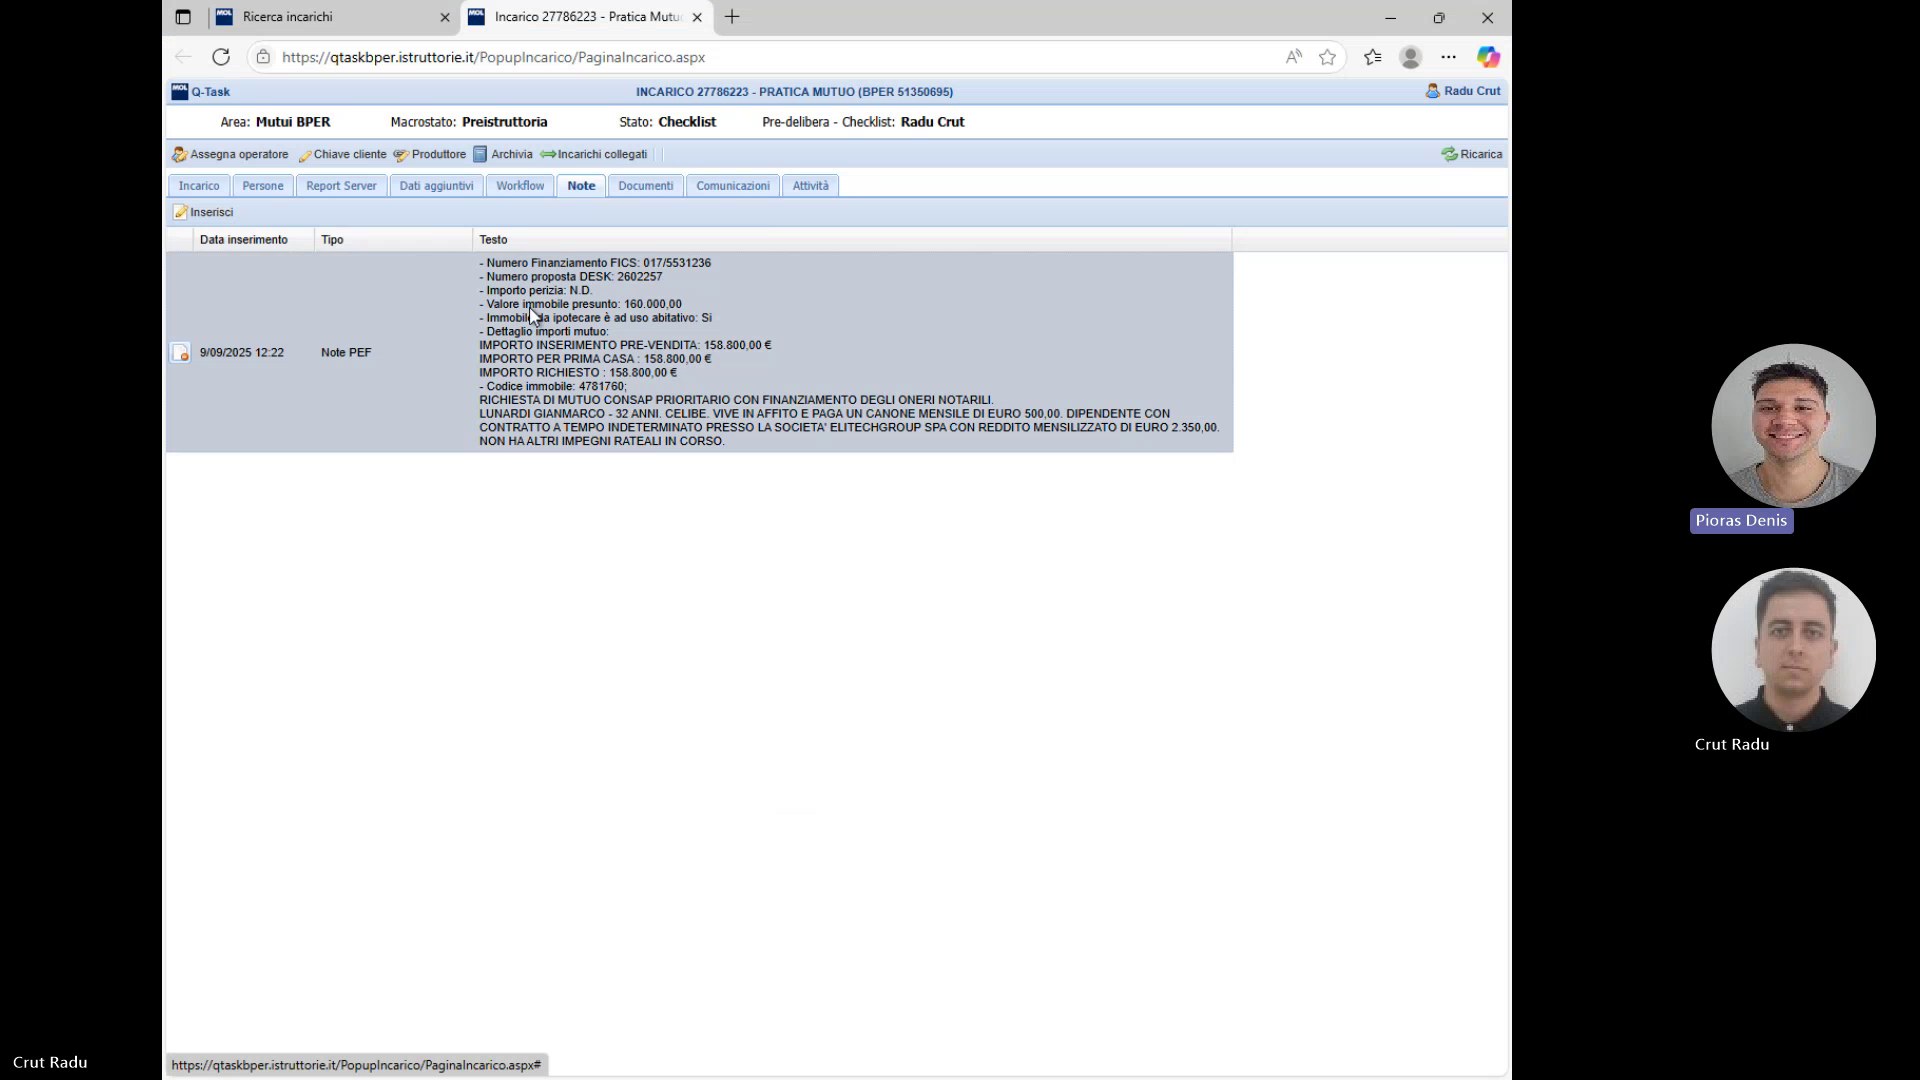 Ricerca incarichi
Incarico 27786223 - Pratica Mutu
https://qtaskbper.istruttorie.it/PopupIncarico/PaginaIncarico.aspx
MOL Q-Task
INCARICO 27786223 - PRATICA MUTUO (BPER 51350695)
Radu Crut
Area: Mutui BPER Macrostato: Preistruttoria Stato: Checklist Pre-delibera - Checklist: Radu Crut
Assegna operatore Chiave cliente Produttore Archivia Incarichi collegati Ricarica
Incarico Persone Report Server Dati aggiuntivi Workflow Note Documenti Comunicazioni Attività
Inserisci
Data inserimento Tipo Testo
9/09/2025 12:22 Note PEF
- Numero Finanziamento FICS: 017/5531236
- Numero proposta DESK: 2602257
- Importo perizia: N.D.
- Valore immobile presunto: 160.000,00
- Immobile da ipotecare è ad uso abitativo: Si
- Dettaglio importi mutuo:
IMPORTO INSERIMENTO PRE-VENDITA: 158.800,00 €
IMPORTO PER PRIMA CASA : 158.800,00 €
IMPORTO RICHIESTO : 158.800,00 €
- Codice immobile: 4781760;
RICHIESTA DI MUTUO CONSAP PRIORITARIO CON FINANZIAMENTO DEGLI ONERI NOTARILI.
LUNARDI GIANMARCO - 32 ANNI. CELIBE. VIVE IN AFFITO E PAGA UN CANONE MENSILE DI EURO 500,00. DIPENDENTE CON
CONTRATTO A TEMPO INDETERMINATO PRESSO LA SOCIETA' ELITECHGROUP SPA CON REDDITO MENSILIZZATO DI EURO 2.350,00.
NON HA ALTRI IMPEGNI RATEALI IN CORSO.
Pioras Denis
Crut Radu
Crut Radu
https://qtaskbper.istruttorie.it/PopupIncarico/PaginaIncarico.aspx#